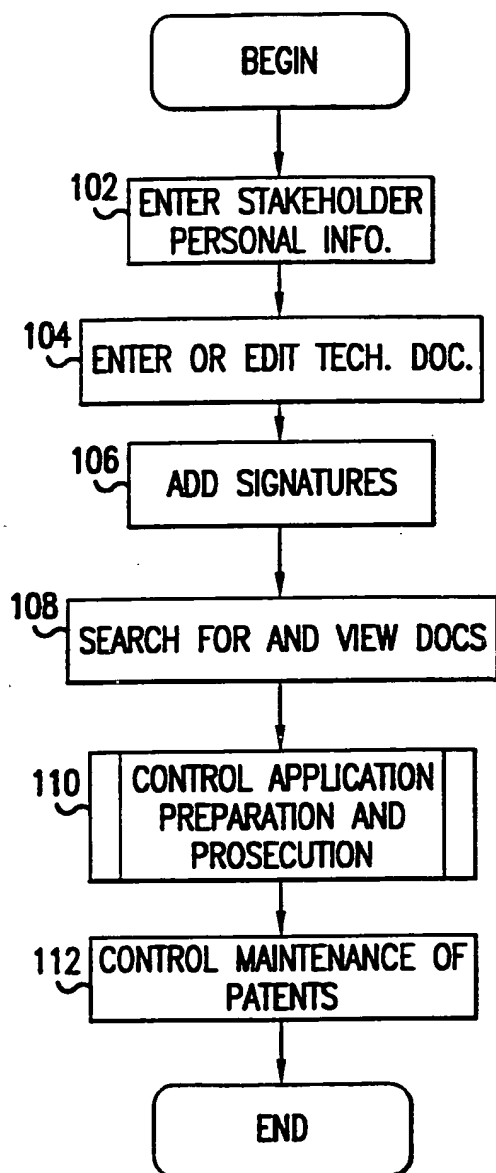 BEGIN
102
ENTER STAKEHOLDER
PERSONAL INFO.
104
ENTER OR EDIT TECH. DOC.
106
ADD SIGNATURES
108
SEARCH FOR AND VIEW DOCS
110
CONTROL APPLICATION
PREPARATION AND
PROSECUTION
112
CONTROL MAINTENANCE OF
PATENTS
END